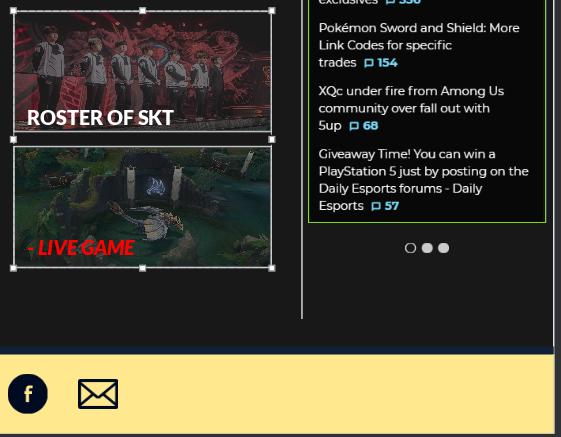 ROSTER OF SKT
- LIVE GAME
exclusives 336
Pokémon Sword and Shield: More
Link Codes for specific
trades 154
XQc under fire from Among Us
community over fall out with
5up 68
Giveaway Time! You can win a
PlayStation 5 just by posting on the
Daily Esports forums - Daily
Esports 57
f